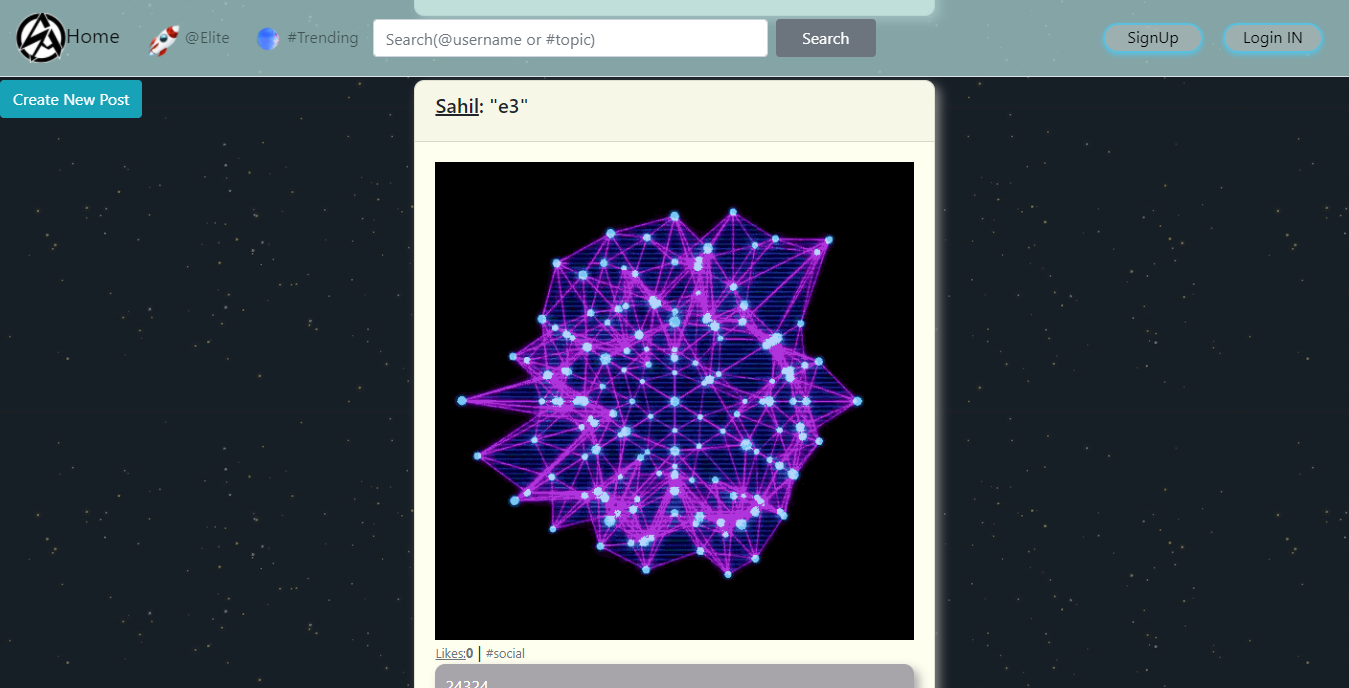 Home
@Elite
#Trending
Search(@username or #topic)
Search
SignUp
Login IN
Create New Post
Sahil: "e3"
Likes:0 | #social
24324